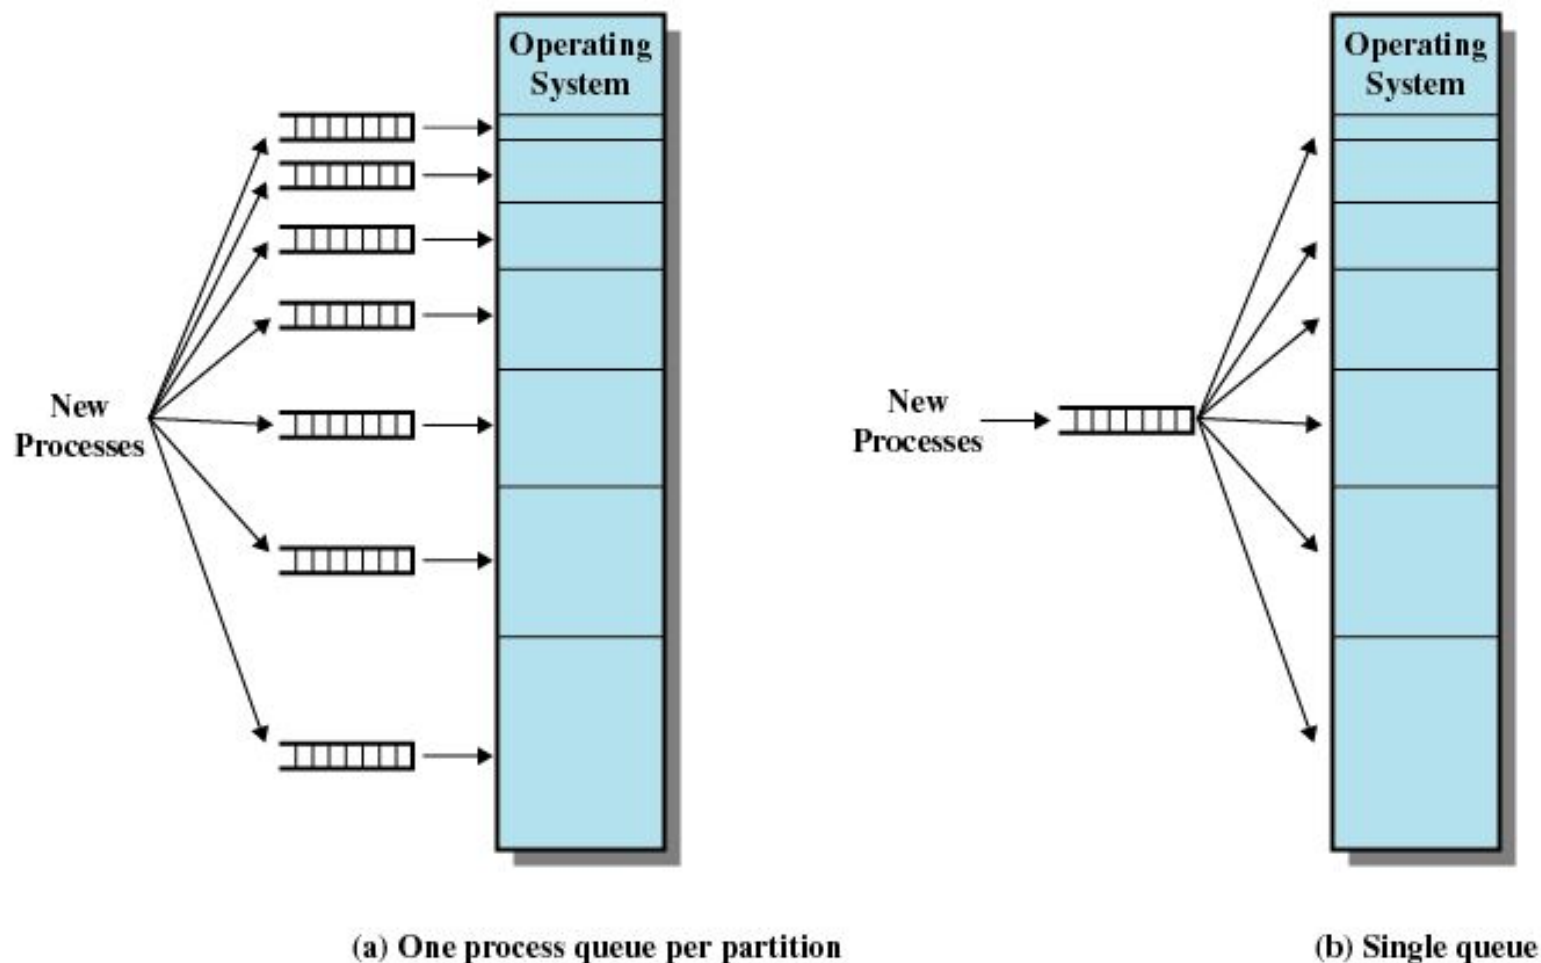 Operating
System
New
Processes
(a) One process queue per partition
Operating
System
New
Processes
(b) Single queue